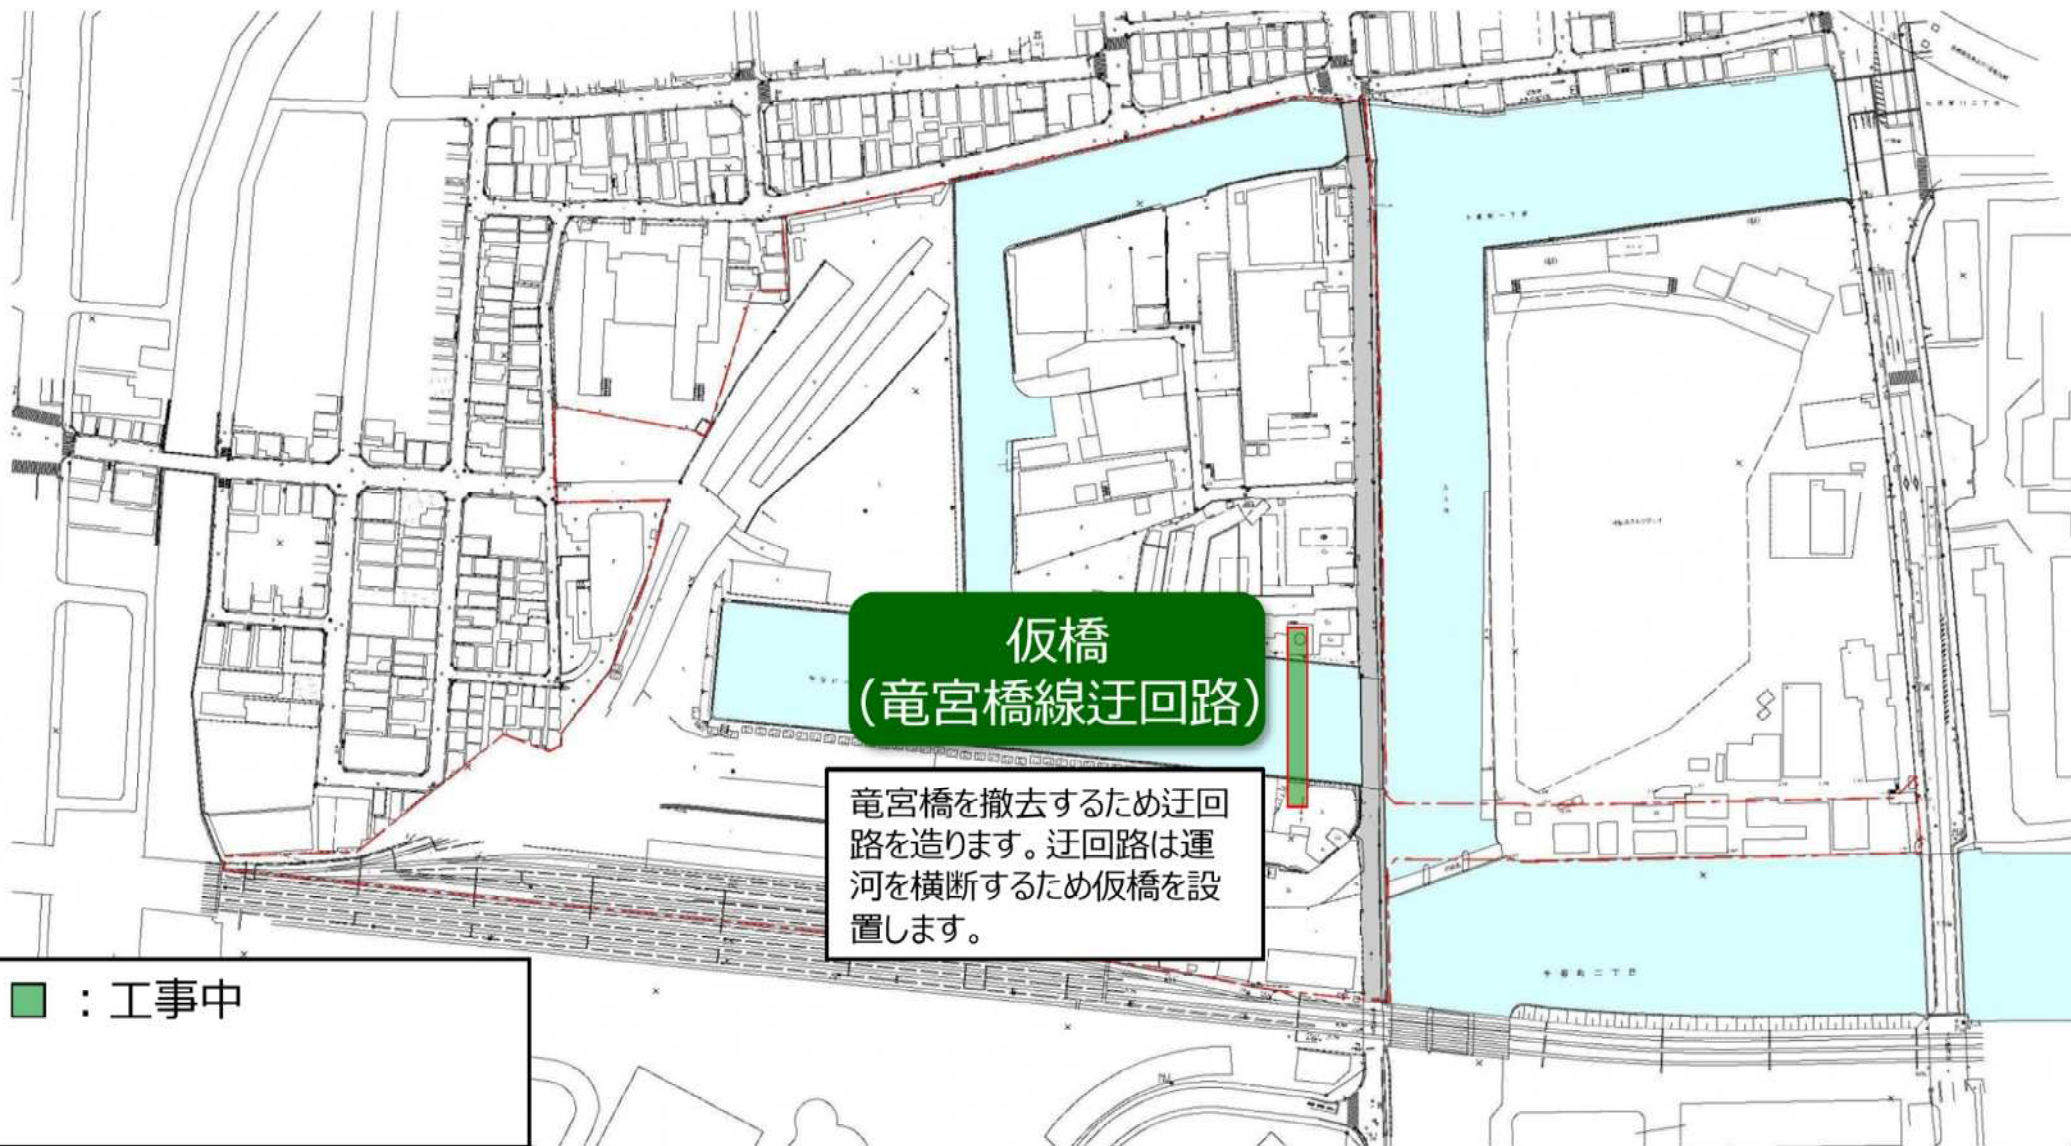 仮橋
（竜宮橋線迂回路）
竜宮橋を撤去するため迂回
路を造ります。迂回路は運
河を横断するため仮橋を設
置します。
：工事中